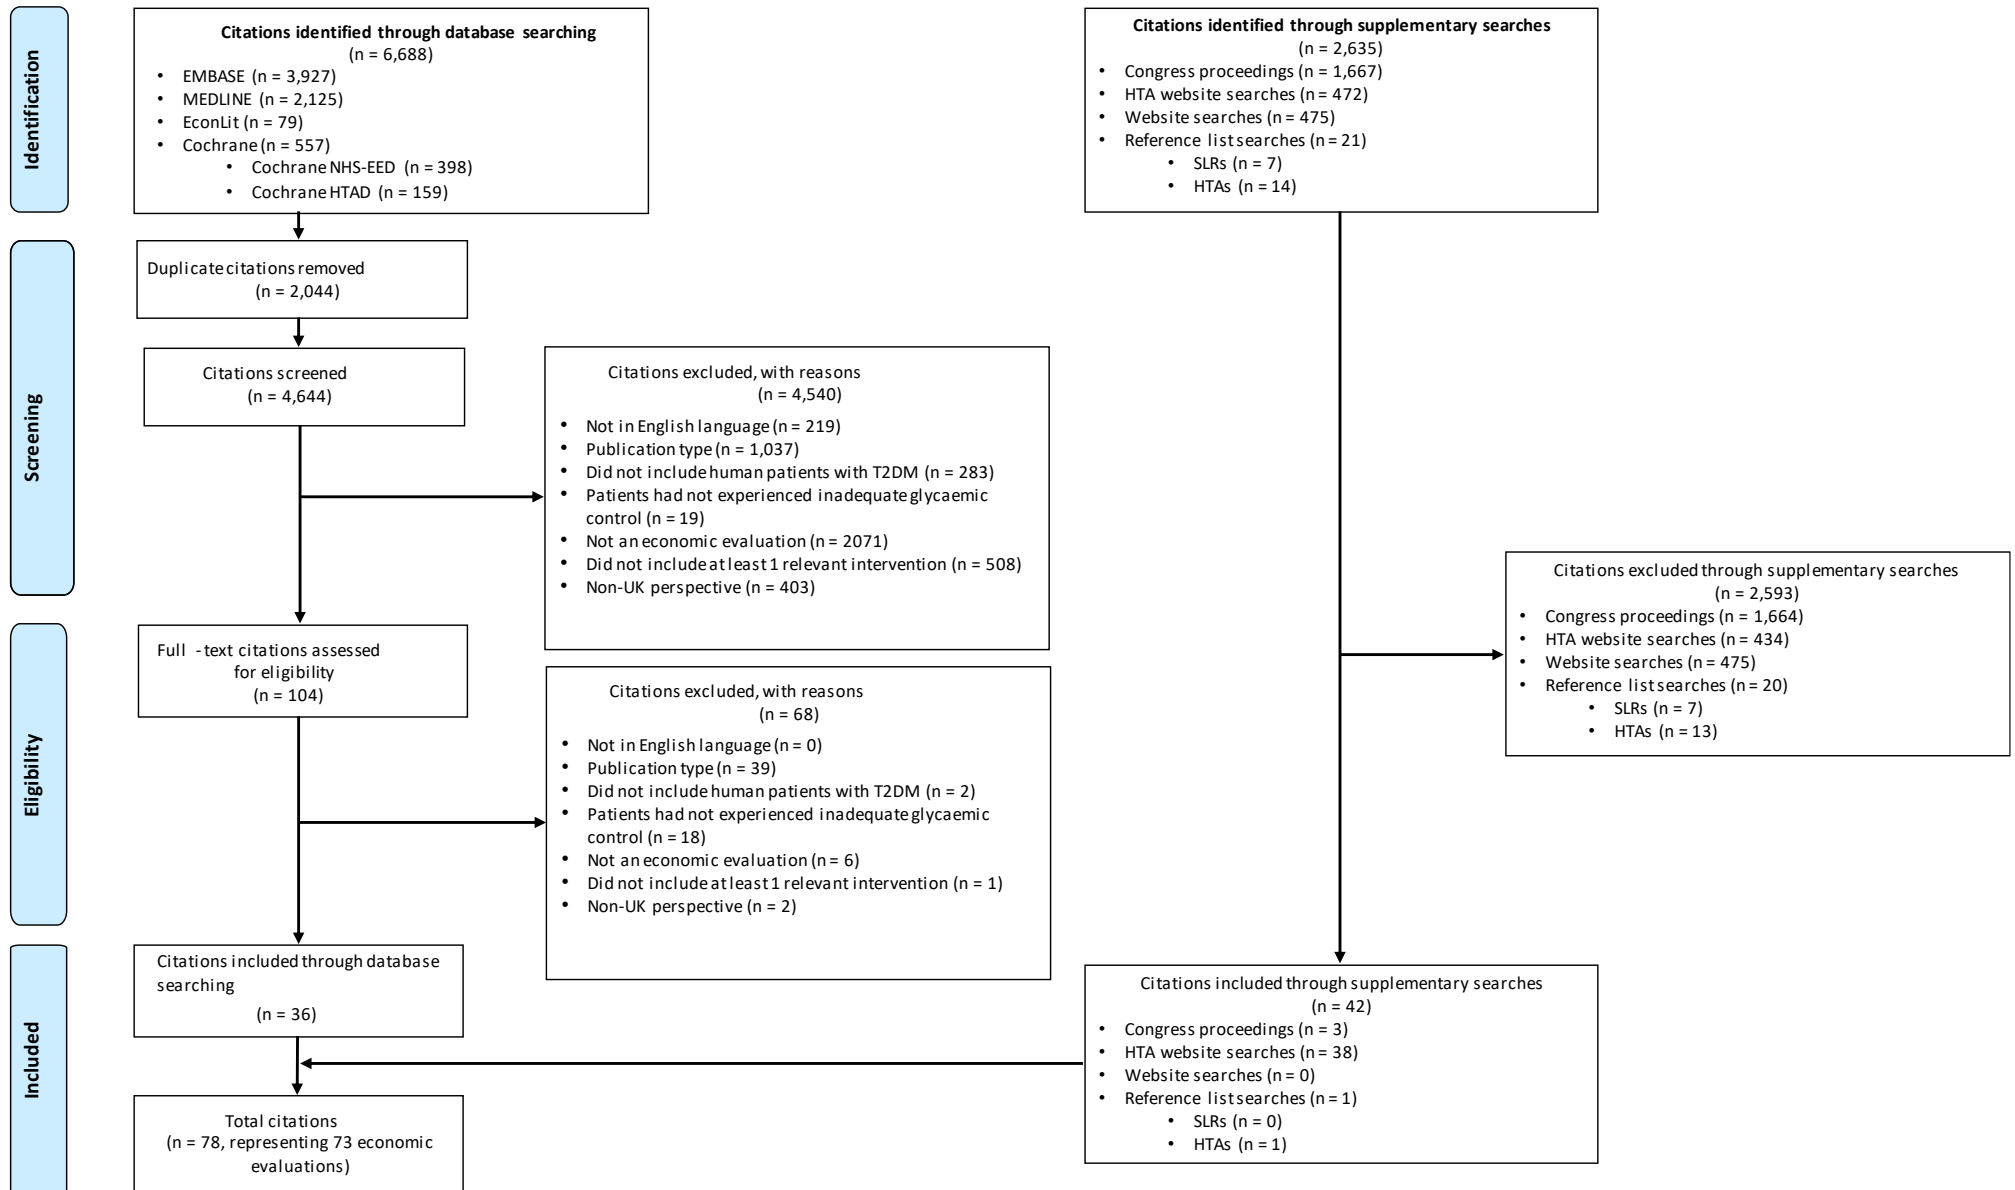 Identification
Citations identified through database searching
(n = 6,688)
• EMBASE (n = 3,927)
• MEDLINE (n = 2,125)
• EconLit (n = 79)
• Cochrane (n = 557)
• Cochrane NHS-EED (n = 398)
• Cochrane HTAD (n = 159)
Citations identified through supplementary searches
(n = 2,635)
• Congress proceedings (n = 1,667)
• HTA website searches (n = 472)
• Website searches (n = 475)
• Reference list searches (n = 21)
• SLRs (n = 7)
• HTAs (n = 14)
Screening
Duplicate citations removed
(n = 2,044)
Citations screened
(n = 4,644)
Citations excluded, with reasons
(n = 4,540)
• Not in English language (n = 219)
• Publication type (n = 1,037)
• Did not include human patients with T2DM (n = 283)
• Patients had not experienced inadequate glycaemic
control (n = 19)
• Not an economic evaluation (n = 2071)
• Did not include at least 1 relevant intervention (n = 508)
• Non-UK perspective (n = 403)
Citations excluded through supplementary searches
(n = 2,593)
• Congress proceedings (n = 1,664)
• HTA website searches (n = 434)
• Website searches (n = 475)
• Reference list searches (n = 20)
• SLRs (n = 7)
• HTAs (n = 13)
Eligibility
Full -text citations assessed
for eligibility
(n = 104)
Citations excluded, with reasons
(n = 68)
• Not in English language (n = 0)
• Publication type (n = 39)
• Did not include human patients with T2DM (n = 2)
• Patients had not experienced inadequate glycaemic
control (n = 18)
• Not an economic evaluation (n = 6)
• Did not include at least 1 relevant intervention (n = 1)
• Non-UK perspective (n = 2)
Included
Citations included through database
searching
(n = 36)
Citations included through supplementary searches
(n = 42)
• Congress proceedings (n = 3)
• HTA website searches (n = 38)
• Website searches (n = 0)
• Reference list searches (n = 1)
• SLRs (n = 0)
• HTAs (n = 1)
Total citations
(n = 78, representing 73 economic
evaluations)